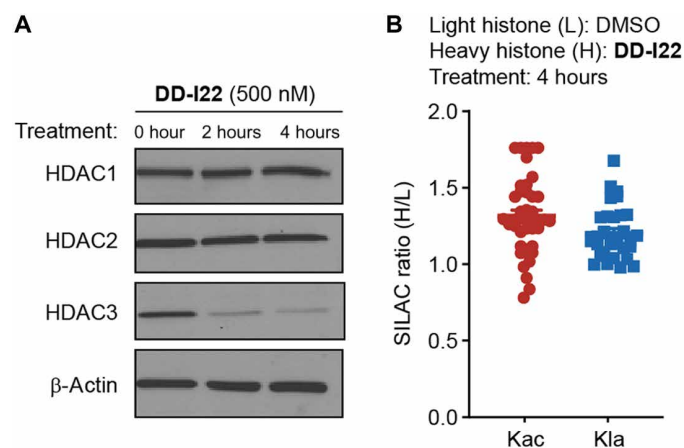 A
DD-I22 (500 nM)
Treatment: 0 hour 2 hours 4 hours
HDAC1
HDAC2
HDAC3
β-Actin
B
Light histone (L): DMSO
Heavy histone (H): DD-I22
Treatment: 4 hours
SILAC ratio (H/L)
2.0
1.5
1.0
0.5
0.0
Kac Kla